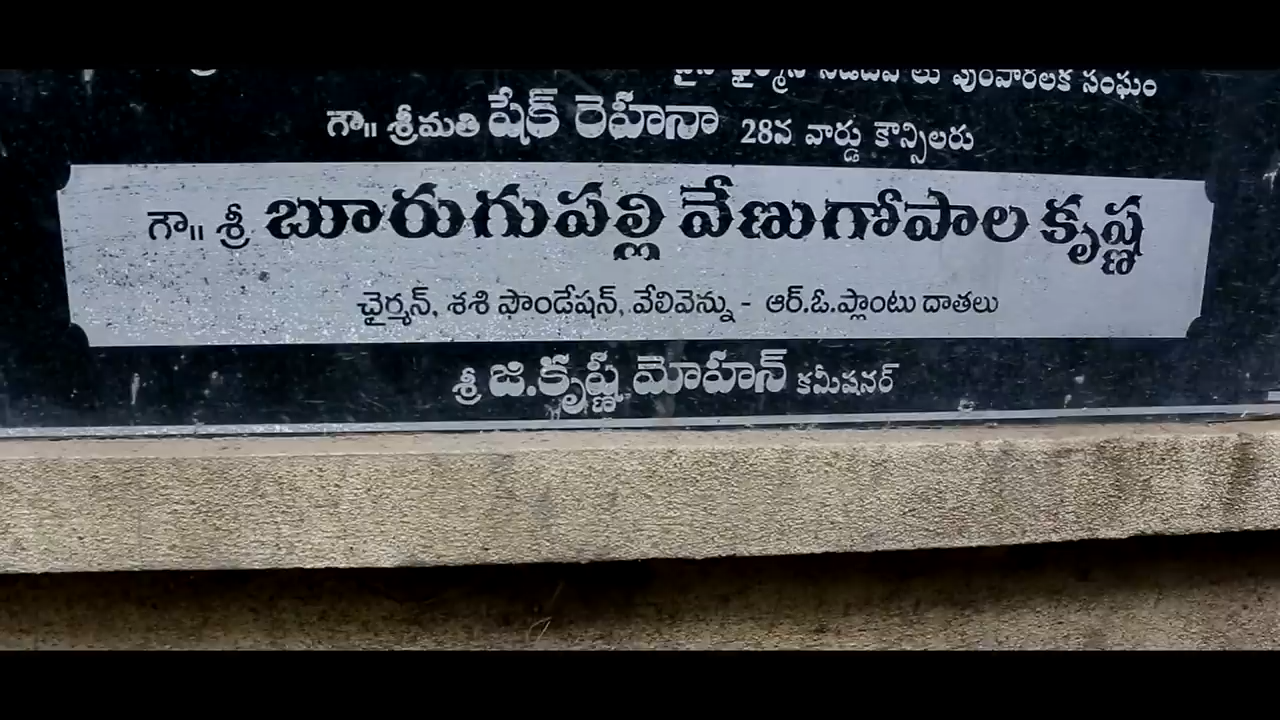 సంఘం
గౌ॥ శ్రీమతి షేక్ రెహనా 28వ వార్డు కౌన్సిలరు
గౌ॥ శ్రీ బూరుగుపల్లి వేణుగోపాల కృష్ణ
చైర్మన్, శశి ఫౌండేషన్, వేలివెన్ను - ఆర్.ఓ.ప్లాంటు దాతలు
శ్రీ జి.కృష్ణ మోహన్ కమీషనర్